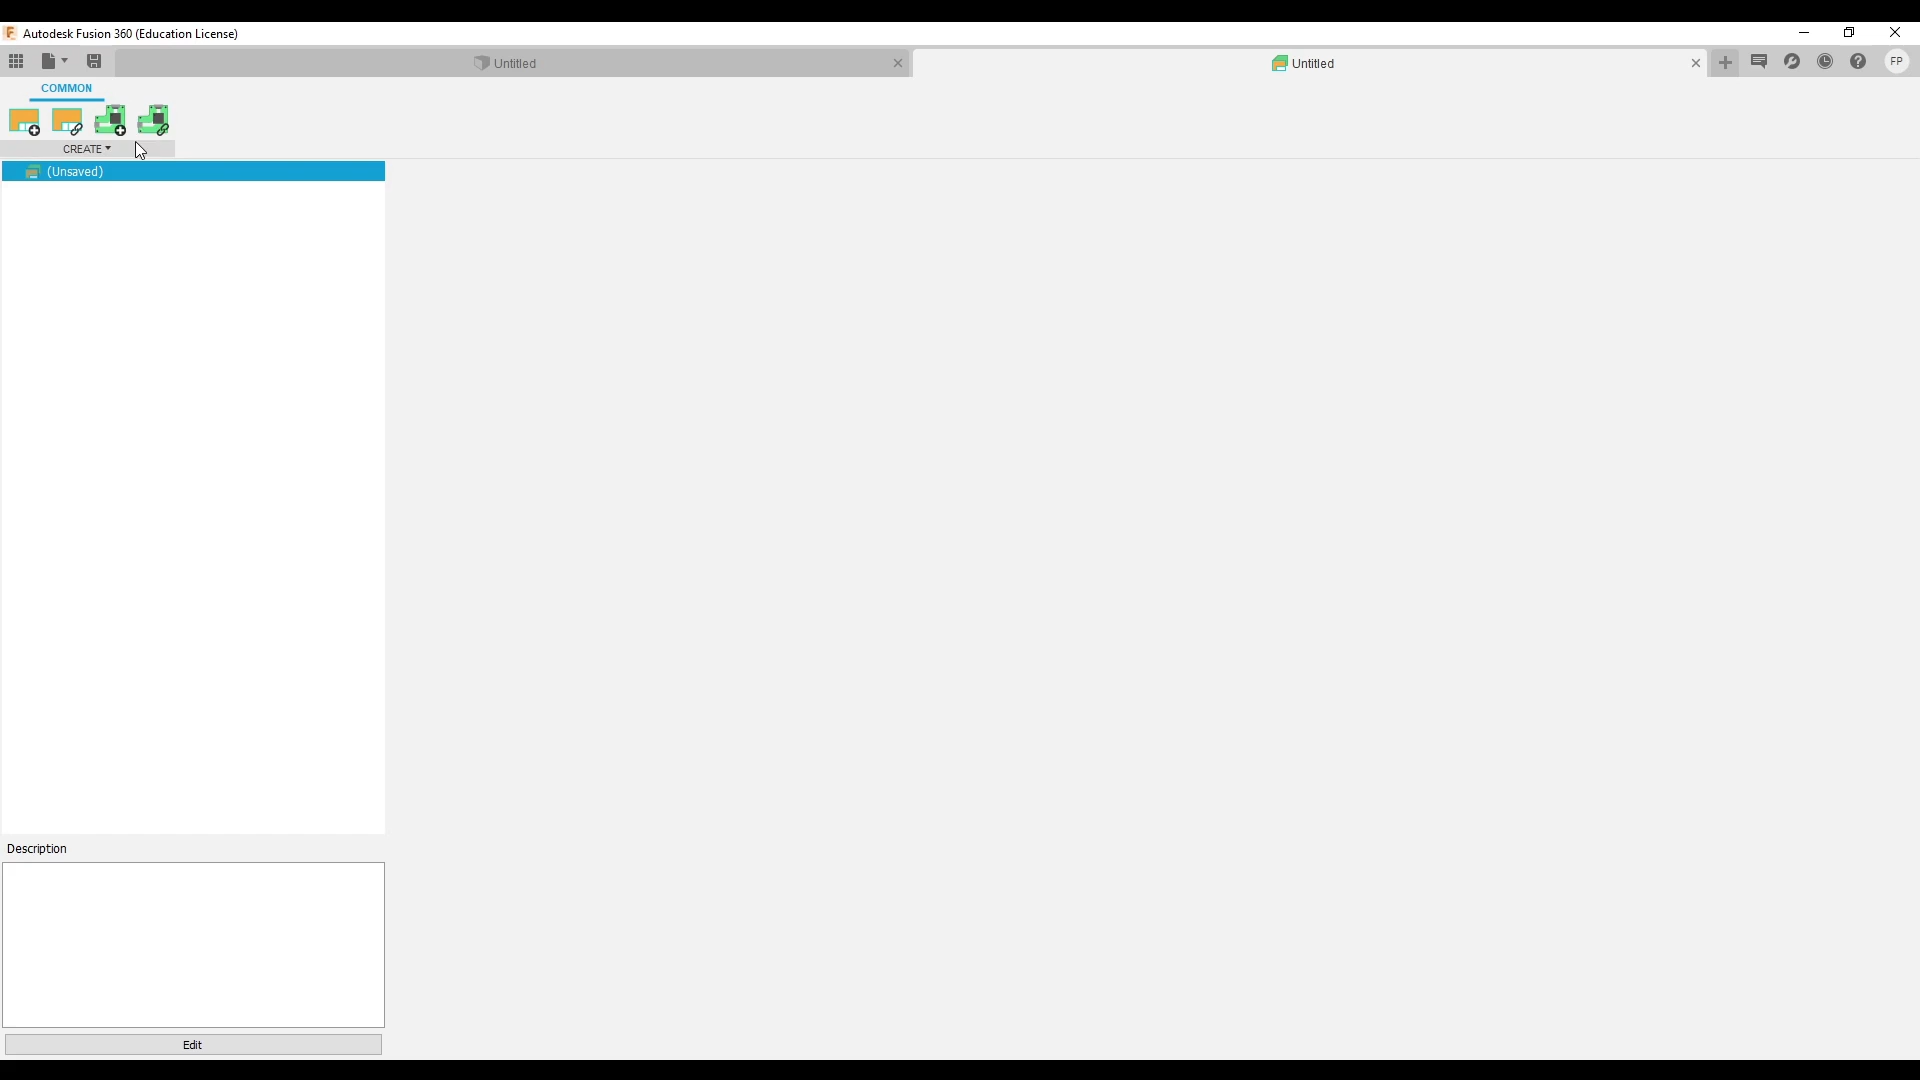 Autodesk Fusion 360 (Education License)
Untitled
Untitled
FP
COMMON
CREATE
(Unsaved)
Description
Edit